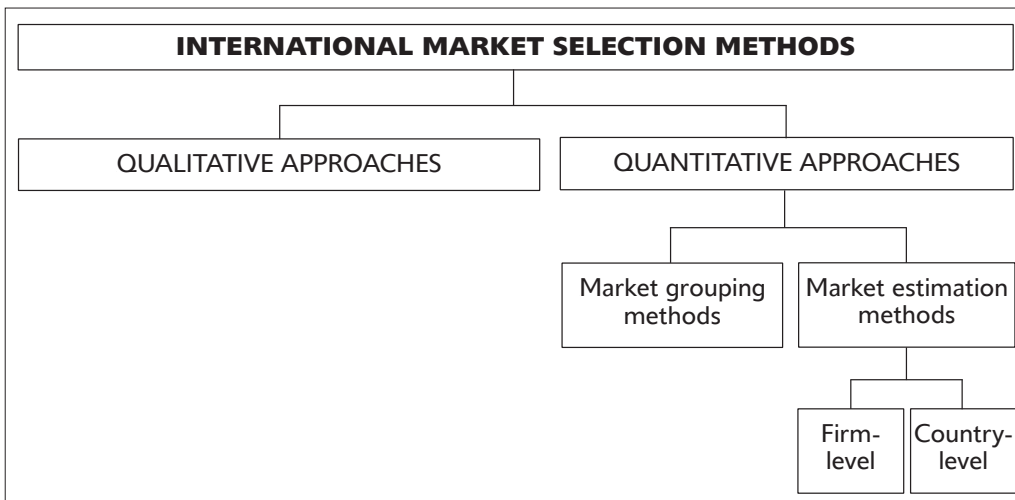 INTERNATIONAL MARKET SELECTION METHODS
QUALITATIVE APPROACHES
QUANTITATIVE APPROACHES
Market grouping
methods
Market estimation
methods
Firm-
level
Country-
level